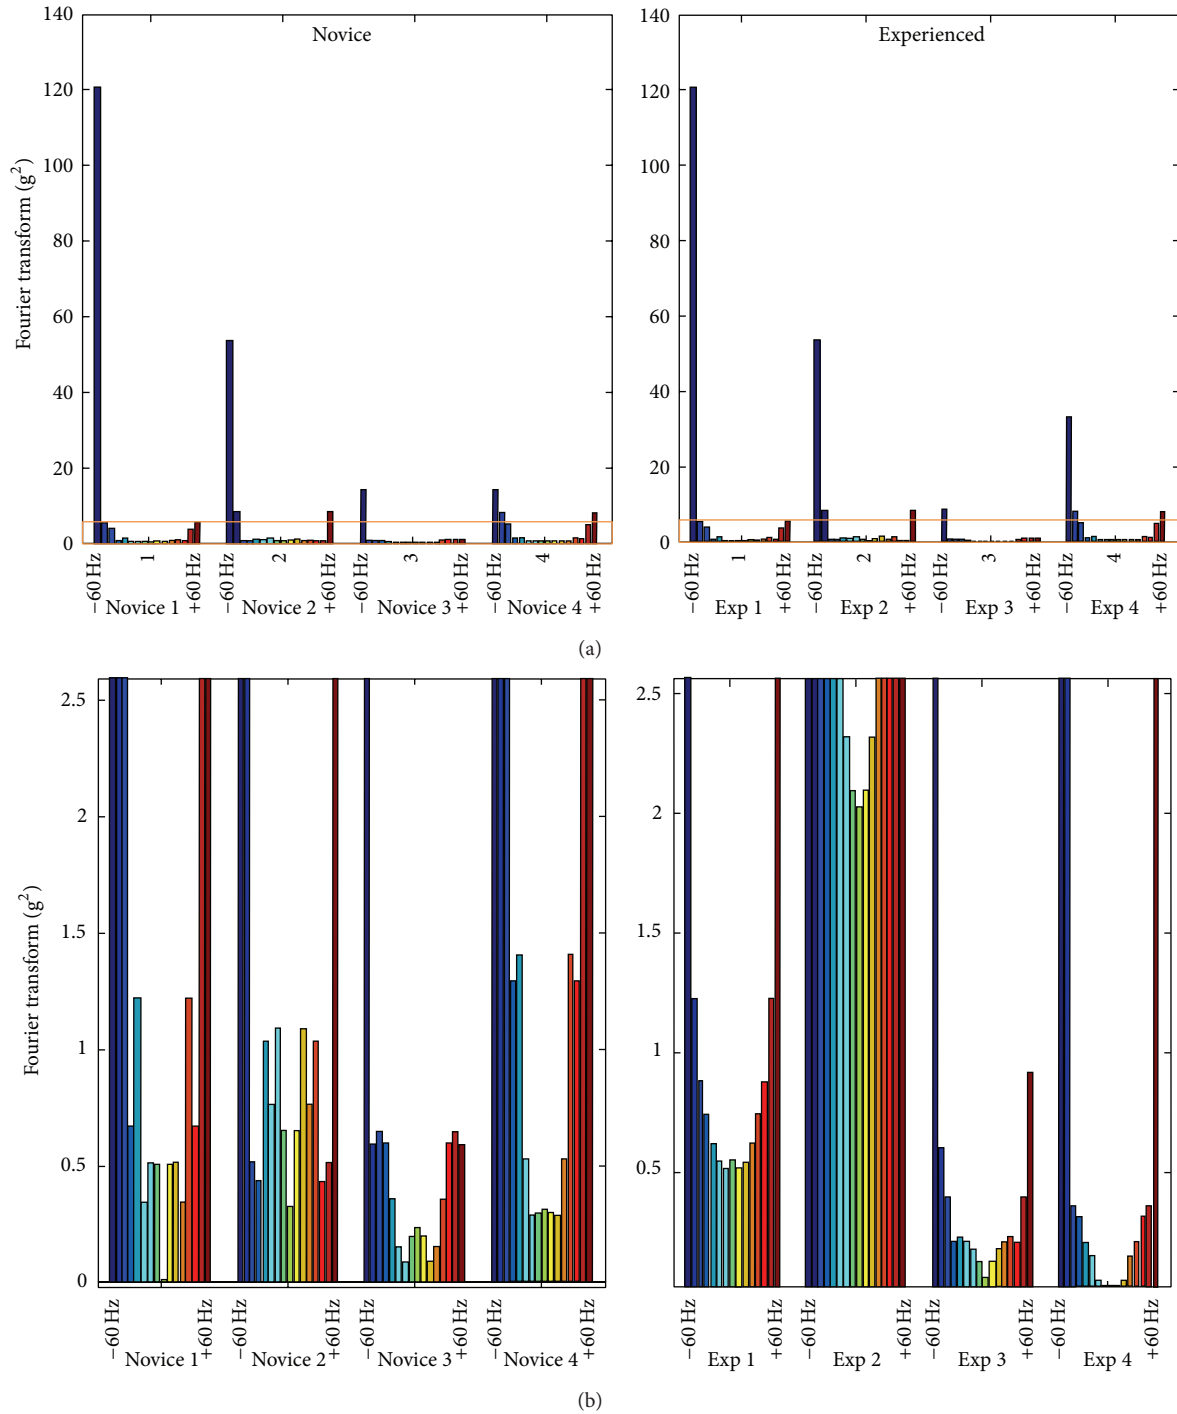 Novice
Experienced
Fourier transform (g²)
140
120
100
80
60
40
20
0
140
120
100
80
60
40
20
0
−60 Hz
1
+60 Hz
−60 Hz
2
+60 Hz
−60 Hz
3
+60 Hz
−60 Hz
4
+60 Hz
Novice 1
Novice 2
Novice 3
Novice 4
−60 Hz
1
+60 Hz
−60 Hz
2
+60 Hz
−60 Hz
3
+60 Hz
−60 Hz
4
+60 Hz
Exp 1
Exp 2
Exp 3
Exp 4
(a)
Fourier transform (g²)
2.5
2
1.5
1
0.5
0
2.5
2
1.5
1
0.5
−60 Hz
+60 Hz
−60 Hz
+60 Hz
−60 Hz
+60 Hz
−60 Hz
+60 Hz
Novice 1
Novice 2
Novice 3
Novice 4
−60 Hz
+60 Hz
−60 Hz
+60 Hz
−60 Hz
+60 Hz
−60 Hz
+60 Hz
Exp 1
Exp 2
Exp 3
Exp 4
(b)